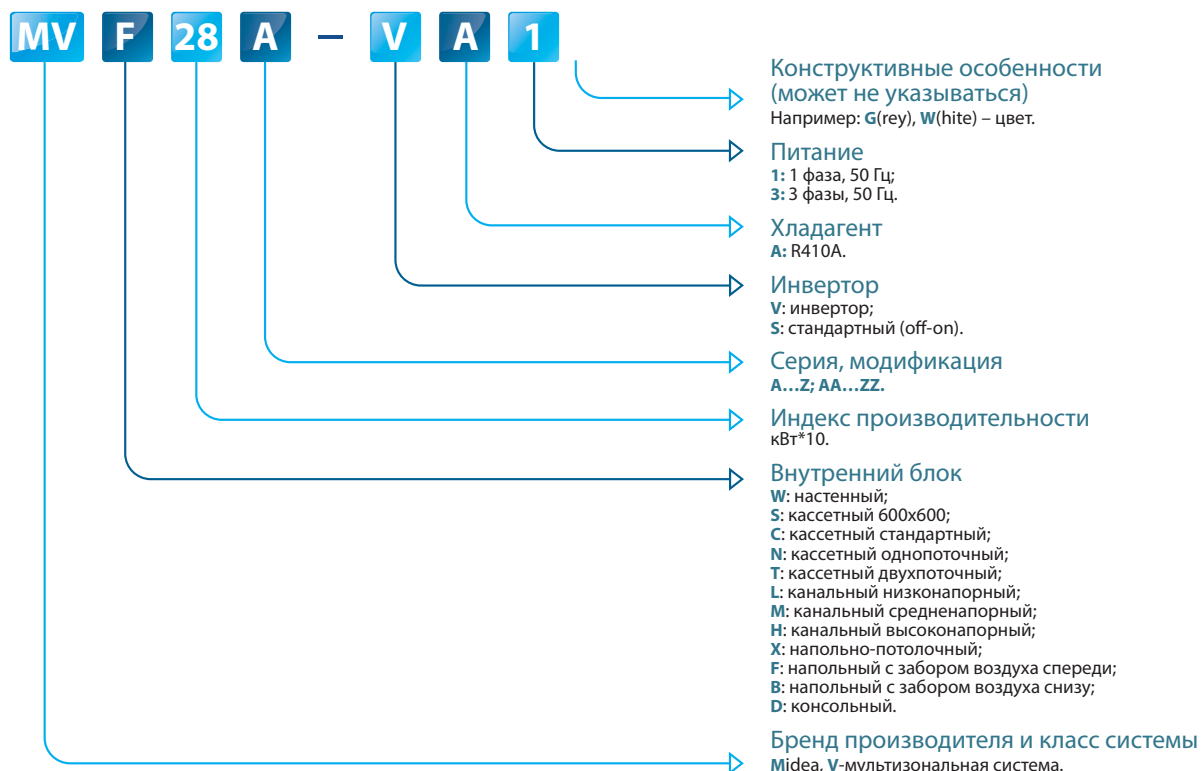 MV F 28 A – V A 1
Конструктивные особенности
(может не указываться)
Например: G(rey), W(hite) – цвет.
Питание
1: 1 фаза, 50 Гц;
3: 3 фазы, 50 Гц.
Хладагент
A: R410A.
Инвертор
V: инвертор;
S: стандартный (off-on).
Серия, модификация
A…Z; AA…ZZ.
Индекс производительности
кВт*10.
Внутренний блок
W: настенный;
S: кассетный 600х600;
C: кассетный стандартный;
N: кассетный однопоточный;
T: кассетный двухпоточный;
L: канальный низконапорный;
M: канальный средненапорный;
H: канальный высоконапорный;
X: напольно-потолочный;
F: напольный с забором воздуха спереди;
B: напольный с забором воздуха снизу;
D: консольный.
Бренд производителя и класс системы
Midea, V-мультизональная система.